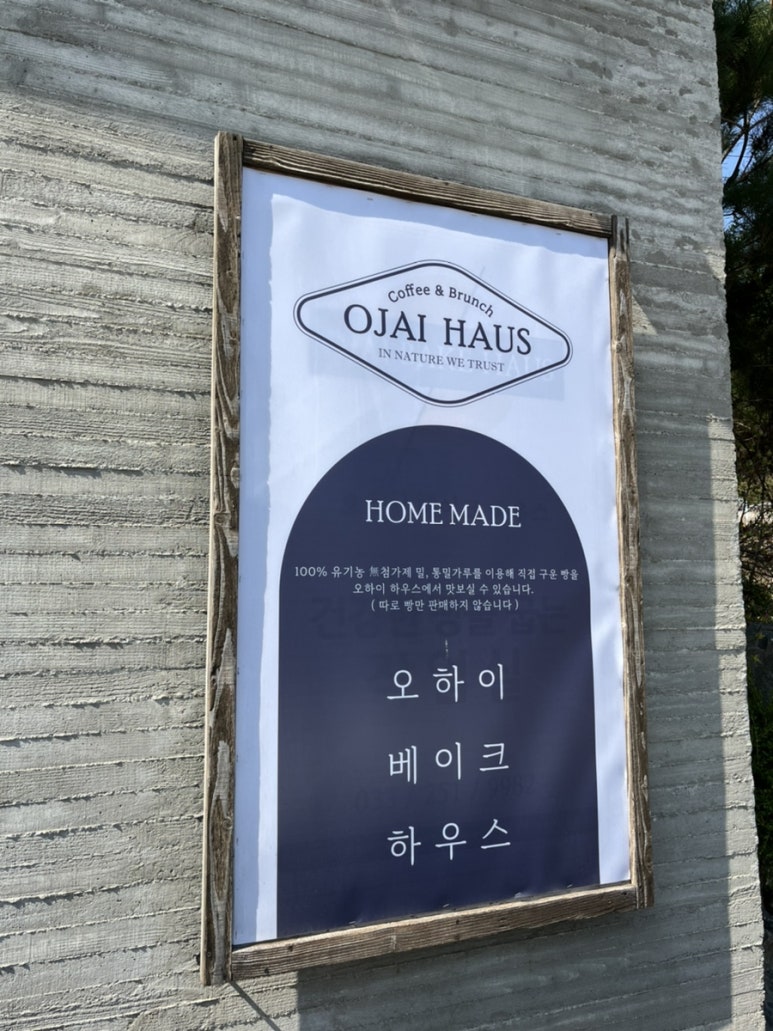 Coffee & Brunch
OJAI HAUS
IN NATURE WE TRUST
HOME MADE
100% 유기농 無첨가제 밀, 통밀가루를 이용해 직접 구운 빵을
오하이 하우스에서 맛보실 수 있습니다.
( 따로 빵만 판매하지 않습니다 )
오하이
베이크
하우스